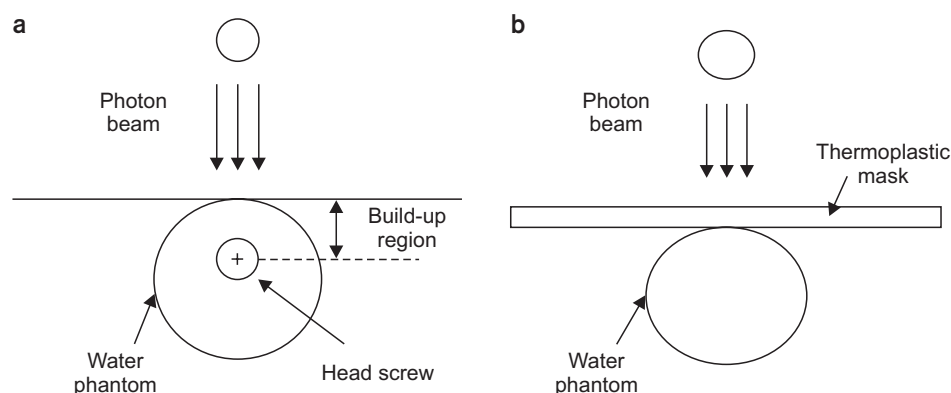 a
Photon
beam
Build-up
region
+
Water
phantom
Head screw
b
Photon
beam
Thermoplastic
mask
Water
phantom